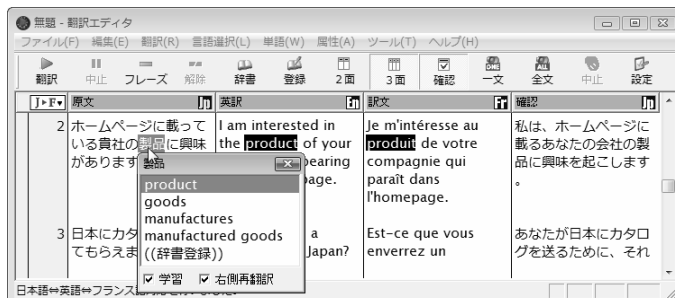 無題 - 翻訳エディタ
ファイル(F) 編集(E) 翻訳(R) 言語選択(L) 単語(W) 属性(A) ツール(T) ヘルプ(H)
翻訳 中止 フレーズ 解除 辞書 登録 2面 3面 確認 一文 全文 中止 設定
J▶F▼ 原文 英訳 訳文 確認
2 ホームページに載って I am interested in Je m'intéresse au 私は、ホームページに
いる貴社の製品に興味 the product of your produit de votre 載るあなたの会社の製
があります bearing compagnie qui 品に興味を起こします
page. paraît dans 。
l'homepage.
3 日本にカタ a Est-ce que vous あなたが日本にカタロ
てもらえま Japan? enverrez un グを送るために、それ
製品
product
goods
manufactures
manufactured goods
((辞書登録))
学習 右側再翻訳
日本語⇔英語⇔フランス